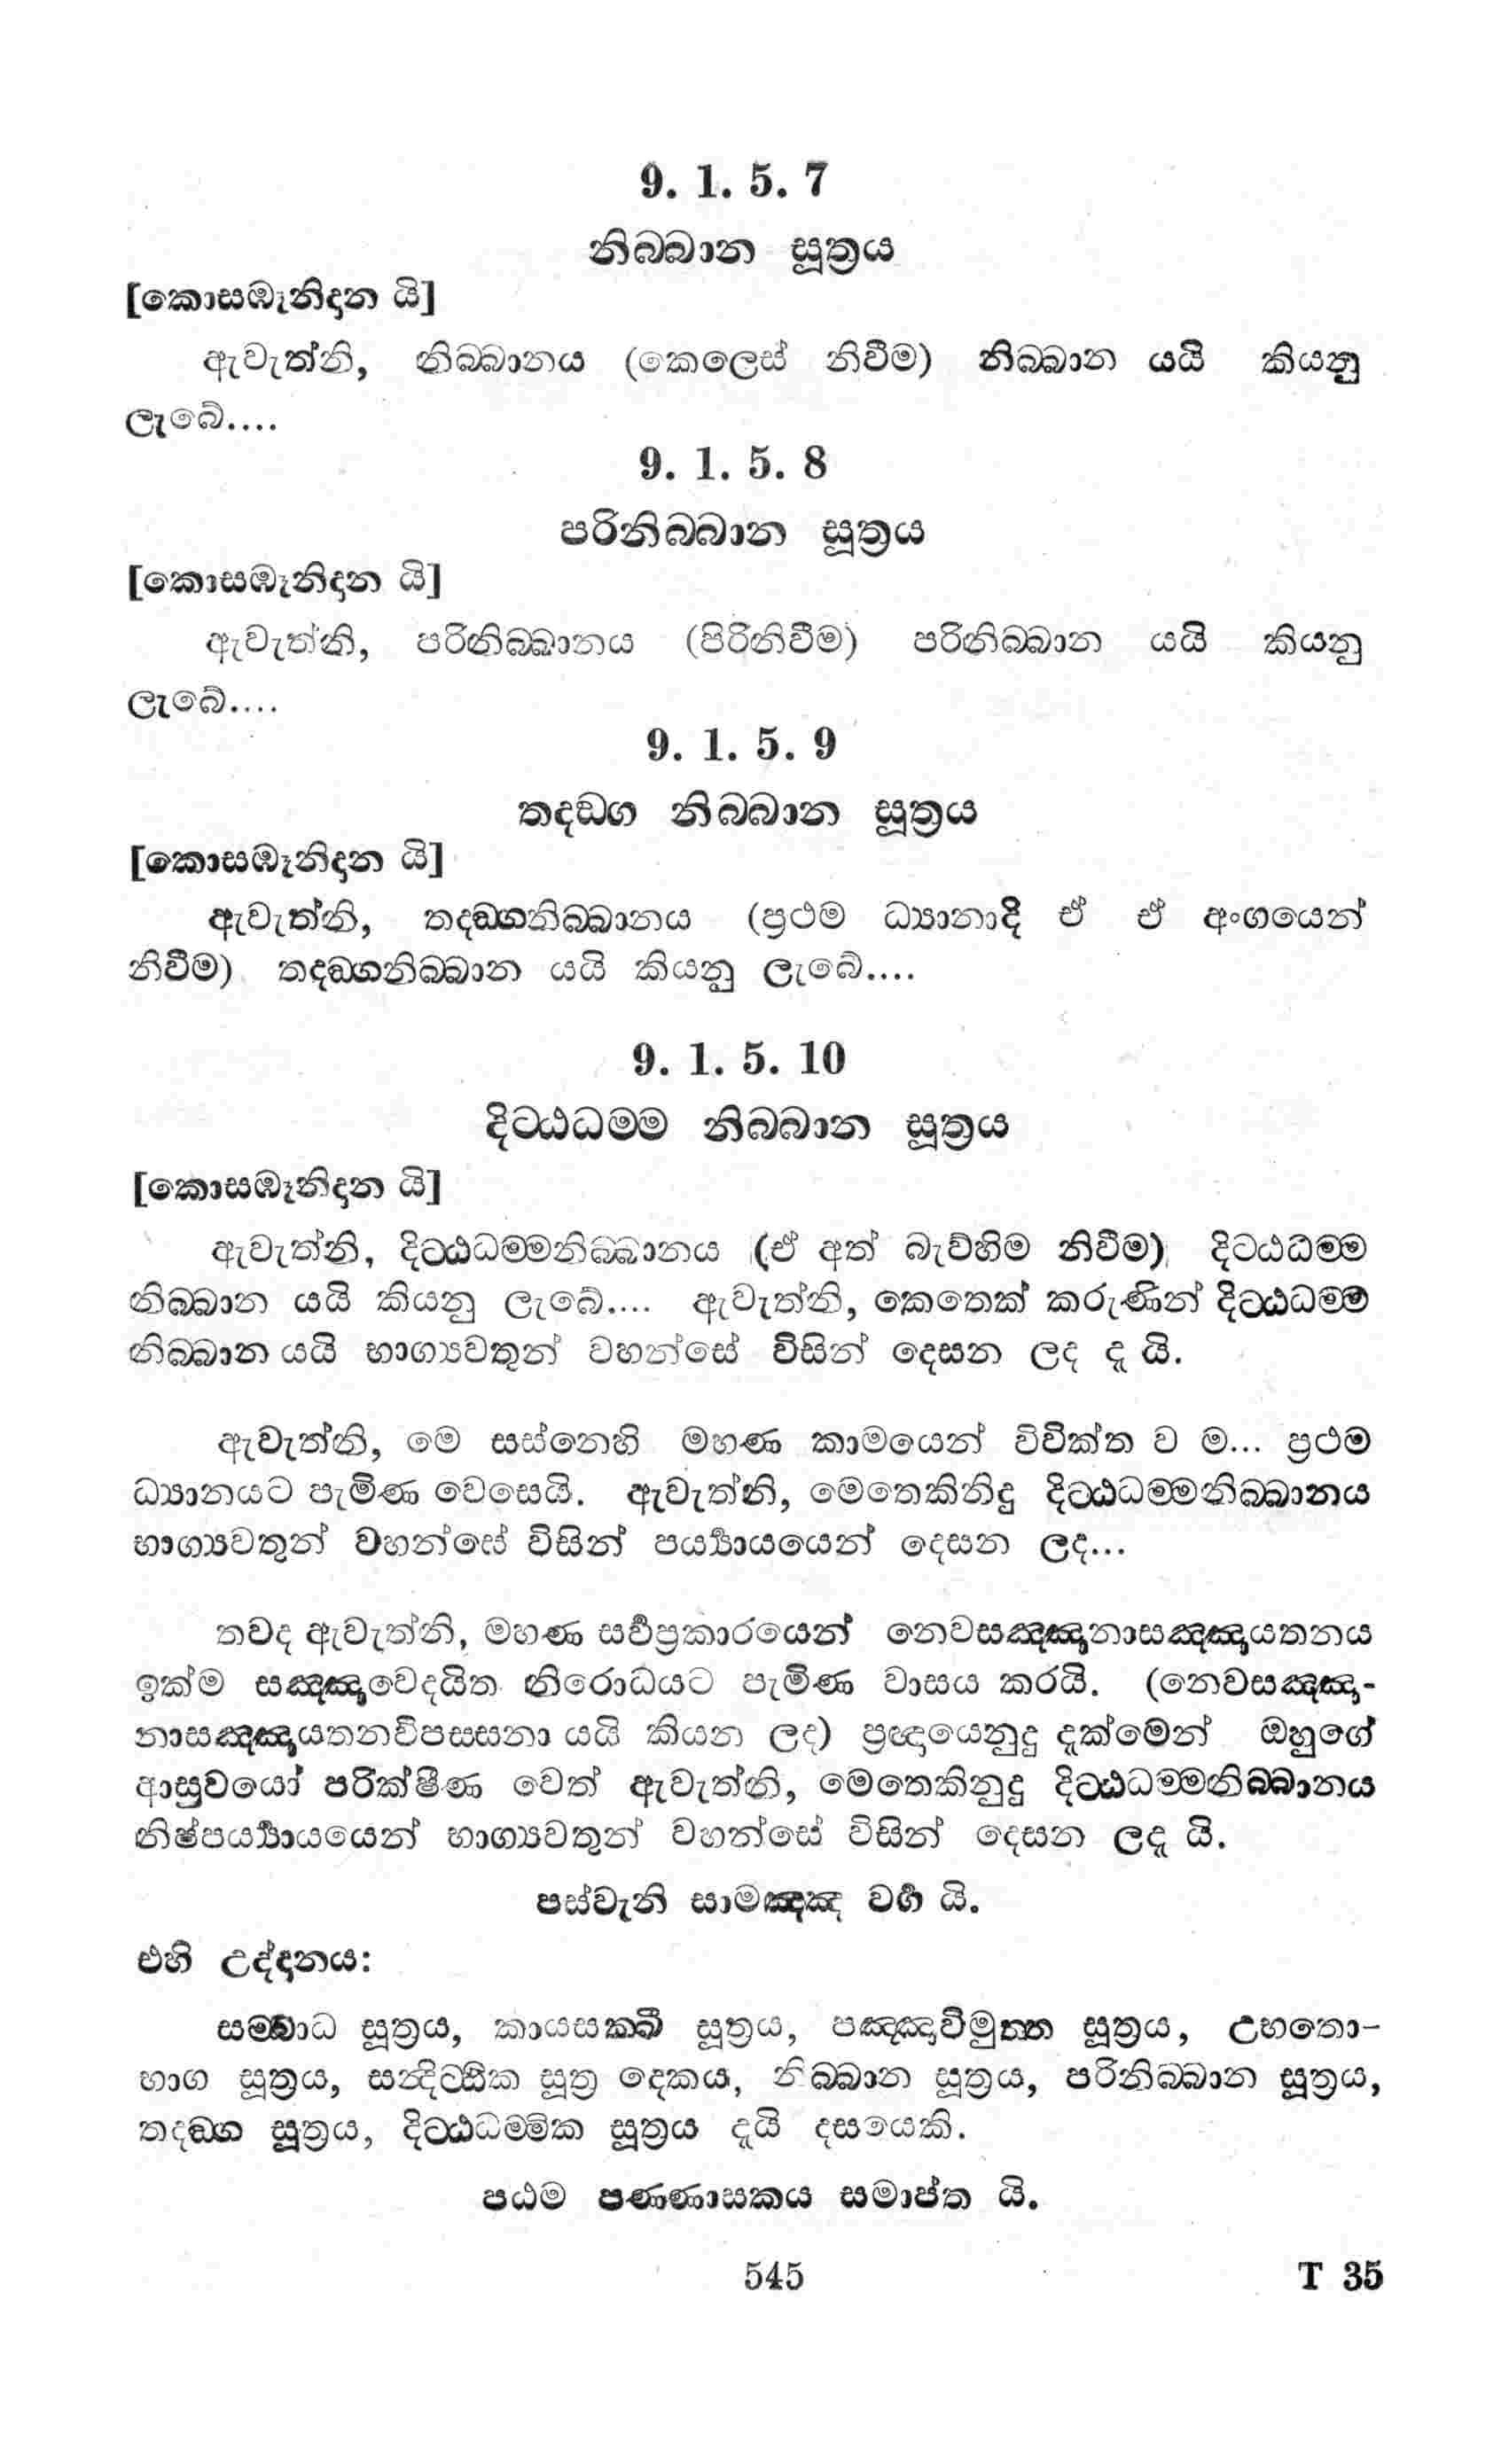 9. 1. 5. 7
නිබ්බාන සූත්‍රය
[කොසඹෑනිදාන යි]
ඇවැත්නි, නිබ්බානය (කෙලෙස් නිවීම) නිබ්බාන යයි කියනු
ලැබේ....
9. 1. 5. 8
පරිනිබ්බාන සූත්‍රය
[කොසඹෑනිදාන යි]
ඇවැත්නි, පරිනිබ්බානය (පිරිනිවීම) පරිනිබ්බාන යයි කියනු
ලැබේ....
9. 1. 5. 9
තදඞ්ග නිබ්බාන සූත්‍රය
[කොසඹෑනිදාන යි]
ඇවැත්නි, තදඞ්ගනිබ්බානය (ප්‍රථම ධ්‍යානාදි ඒ ඒ අංගයෙන්
නිවීම) තදඞ්ගනිබ්බාන යයි කියනු ලැබේ....
9. 1. 5. 10
දිට්ඨධම්ම නිබ්බාන සූත්‍රය
[කොසඹෑනිදාන යි]
ඇවැත්නි, දිට්ඨධම්මනිබ්බානය (ඒ අත් බැව්හිම නිවීම) දිට්ඨධම්ම
නිබ්බාන යයි කියනු ලැබේ.... ඇවැත්නි, කෙතෙක් කරුණින් දිට්ඨධම්ම
නිබ්බාන යයි භාග්‍යවතුන් වහන්සේ විසින් දෙසන ලද දැ යි.
ඇවැත්නි, මෙ සස්නෙහි මහණ කාමයෙන් විවික්ත ව ම... ප්‍රථම
ධ්‍යානයට පැමිණ වෙසෙයි. ඇවැත්නි, මෙතෙකිනිදු දිට්ඨධම්මනිබ්බානය
භාග්‍යවතුන් වහන්සේ විසින් පර්‍ය්‍යායයෙන් දෙසන ලද...
තවද ඇවැත්නි, මහණ සර්‍වප්‍රකාරයෙන් නෙවසඤ්ඤානාසඤ්ඤායතනය
ඉක්ම සඤ්ඤාවෙදයිත නිරොධයට පැමිණ වාසය කරයි. (නෙවසඤ්ඤා-
නාසඤ්ඤායතනවිපස්සනා යයි කියන ලද) ප්‍රඥායෙනුදු දැක්මෙන් ඔහුගේ
ආස්‍රවයෝ පරික්ෂීණ වෙත් ඇවැත්නි, මෙතෙකිනුදු දිට්ඨධම්මනිබ්බානය
නිෂ්පර්‍ය්‍යායයෙන් භාග්‍යවතුන් වහන්සේ විසින් දෙසන ලදැ යි.
පස්වැනි සාමඤ්ඤ වර්‍ග යි.
එහි උද්දානය:
සම්බාධ සූත්‍රය, කායසක්ඛී සූත්‍රය, පඤ්ඤාවිමුත්ත සූත්‍රය, උභතො-
භාග සූත්‍රය, සන්දිට්ඨික සූත්‍ර දෙකය, නිබ්බාන සූත්‍රය, පරිනිබ්බාන සූත්‍රය,
තදඞ්ග සූත්‍රය, දිට්ඨධම්මික සූත්‍රය දැයි දසයෙකි.
පඨම පණ්ණාසකය සමාප්ත යි.
545 T 35